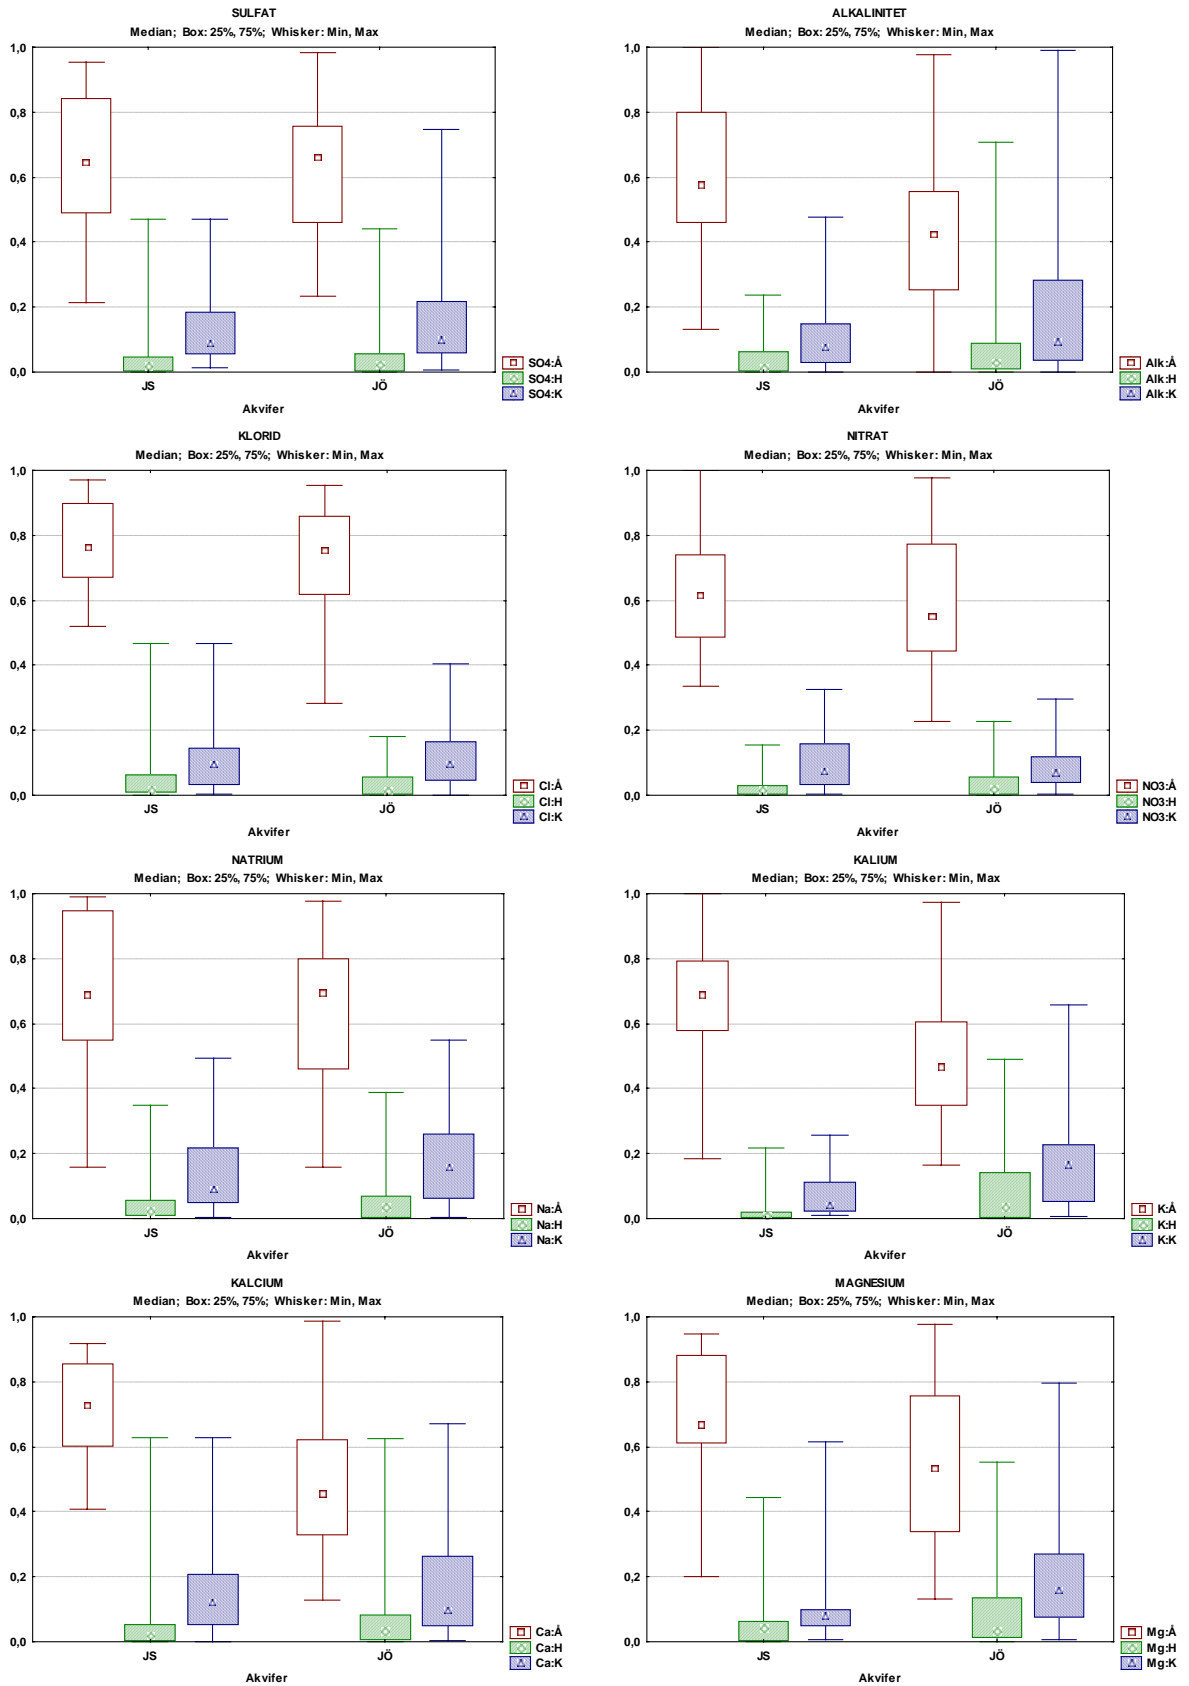 SULFAT
Median; Box: 25%, 75%; Whisker: Min, Max
1,0
0,8
0,6
0,4
0,2
0,0
JS JÖ
Akvifer
SO4:Å
SO4:H
SO4:K
ALKALINITET
Median; Box: 25%, 75%; Whisker: Min, Max
1,0
0,8
0,6
0,4
0,2
0,0
JS JÖ
Akvifer
Alk:Å
Alk:H
Alk:K
KLORID
Median; Box: 25%, 75%; Whisker: Min, Max
1,0
0,8
0,6
0,4
0,2
0,0
JS JÖ
Akvifer
Cl:Å
Cl:H
Cl:K
NITRAT
Median; Box: 25%, 75%; Whisker: Min, Max
1,0
0,8
0,6
0,4
0,2
0,0
JS JÖ
Akvifer
NO3:Å
NO3:H
NO3:K
NATRIUM
Median; Box: 25%, 75%; Whisker: Min, Max
1,0
0,8
0,6
0,4
0,2
0,0
JS JÖ
Akvifer
Na:Å
Na:H
Na:K
KALIUM
Median; Box: 25%, 75%; Whisker: Min, Max
1,0
0,8
0,6
0,4
0,2
0,0
JS JÖ
Akvifer
K:Å
K:H
K:K
KALCIUM
Median; Box: 25%, 75%; Whisker: Min, Max
1,0
0,8
0,6
0,4
0,2
0,0
JS JÖ
Akvifer
Ca:Å
Ca:H
Ca:K
MAGNESIUM
Median; Box: 25%, 75%; Whisker: Min, Max
1,0
0,8
0,6
0,4
0,2
0,0
JS JÖ
Akvifer
Mg:Å
Mg:H
Mg:K